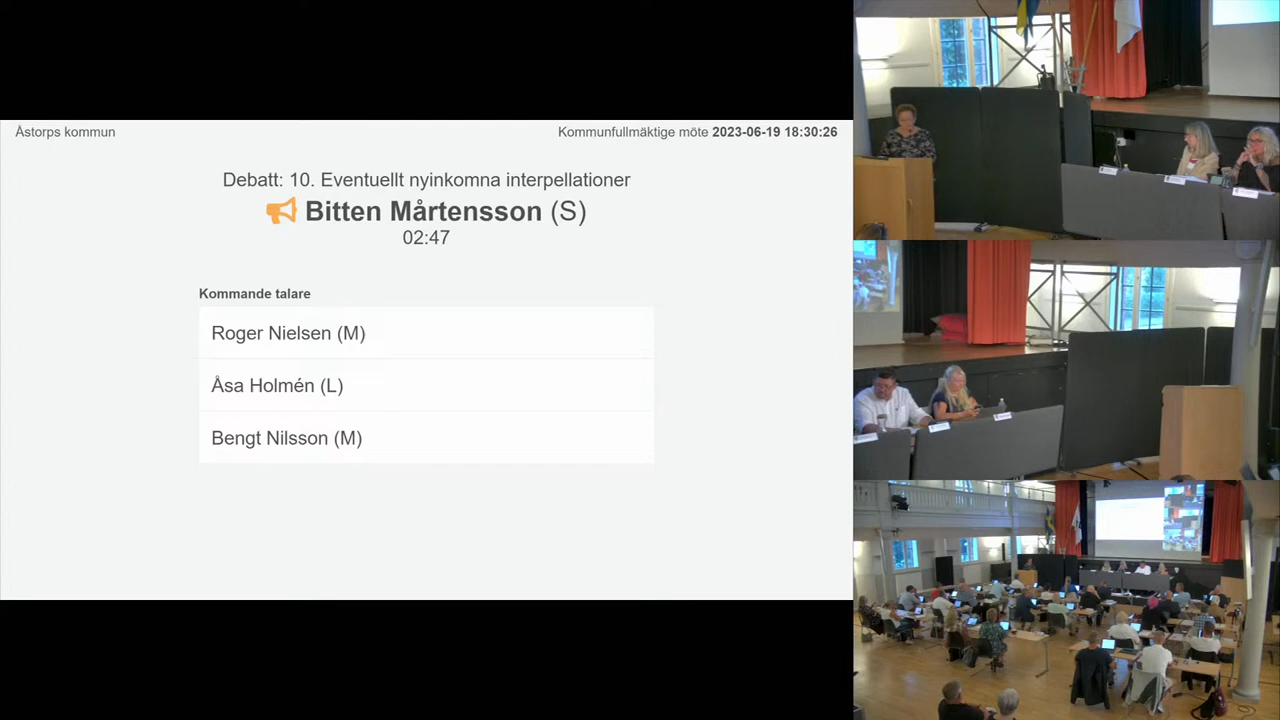 Åstorps kommun
Kommunfullmäktige möte 2023-06-19 18:30:26
Debatt: 10. Eventuellt nyinkomna interpellationer
Bitten Mårtensson (S)
02:47
Kommande talare
Roger Nielsen (M)
Åsa Holmén (L)
Bengt Nilsson (M)